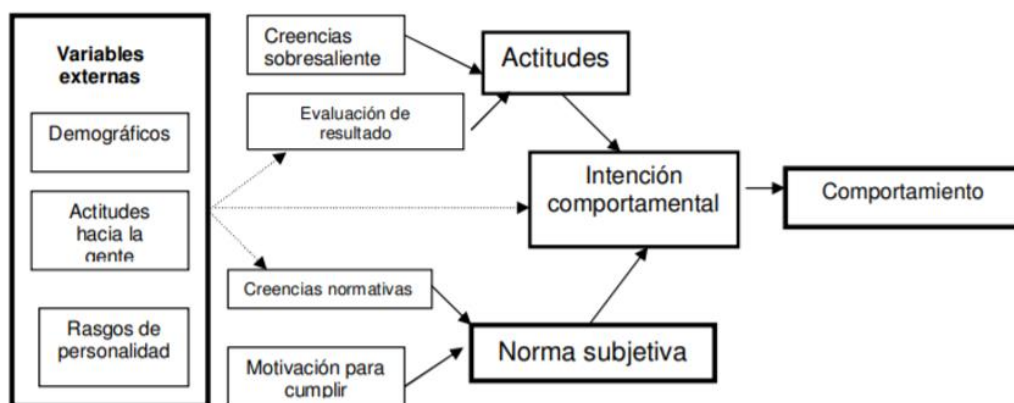 Variables
externas
Demográficos
Actitudes
hacia la
gente
Rasgos de
personalidad
Creencias
sobresaliente
Evaluación de
resultado
Creencias normativas
Motivación para
cumplir
Actitudes
Norma subjetiva
Intención
comportamental
Comportamiento